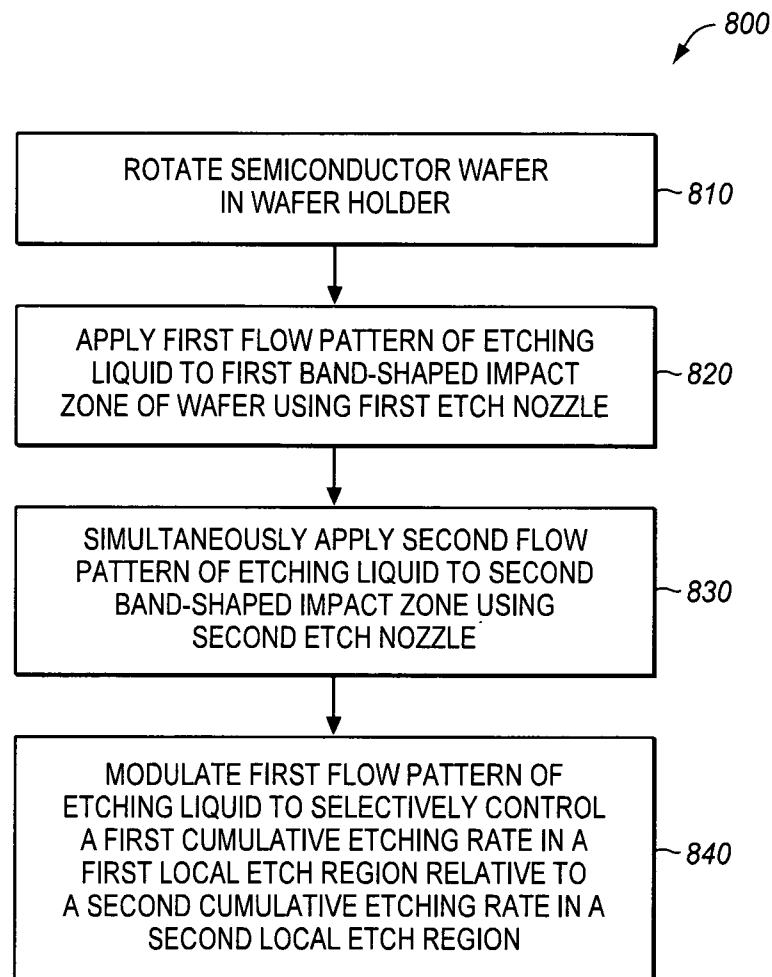 800
ROTATE SEMICONDUCTOR WAFER
IN WAFER HOLDER
810
APPLY FIRST FLOW PATTERN OF ETCHING
LIQUID TO FIRST BAND-SHAPED IMPACT
ZONE OF WAFER USING FIRST ETCH NOZZLE
820
SIMULTANEOUSLY APPLY SECOND FLOW
PATTERN OF ETCHING LIQUID TO SECOND
BAND-SHAPED IMPACT ZONE USING
SECOND ETCH NOZZLE
830
MODULATE FIRST FLOW PATTERN OF
ETCHING LIQUID TO SELECTIVELY CONTROL
A FIRST CUMULATIVE ETCHING RATE IN A
FIRST LOCAL ETCH REGION RELATIVE TO
A SECOND CUMULATIVE ETCHING RATE IN A
SECOND LOCAL ETCH REGION
840